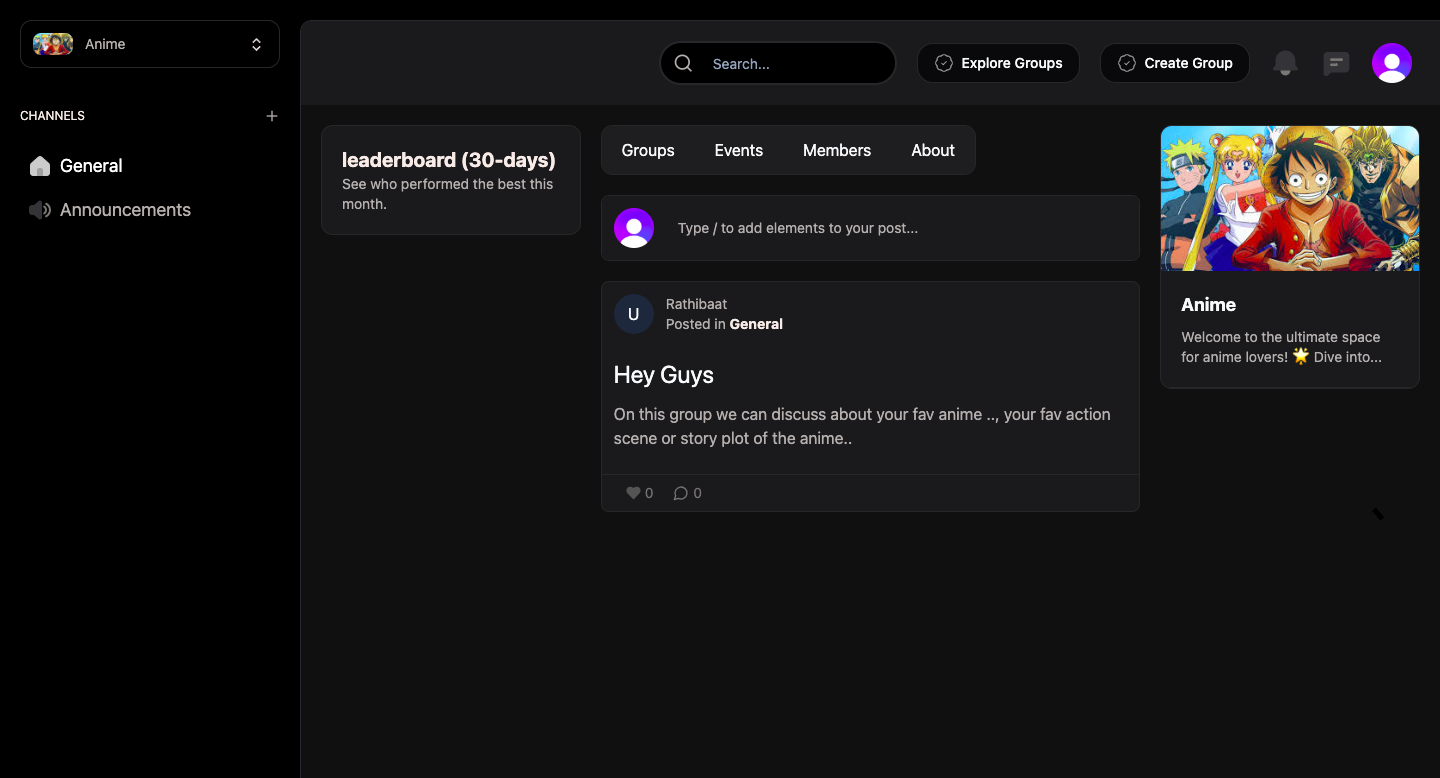 Anime
CHANNELS
General
Announcements
Search...
Explore Groups
Create Group
leaderboard (30-days)
See who performed the best this
month.
Groups
Events
Members
About
Type / to add elements to your post...
U
Rathibaat
Posted in General
Hey Guys
On this group we can discuss about your fav anime .., your fav action
scene or story plot of the anime..
0
0
Anime
Welcome to the ultimate space
for anime lovers! 🌟 Dive into...